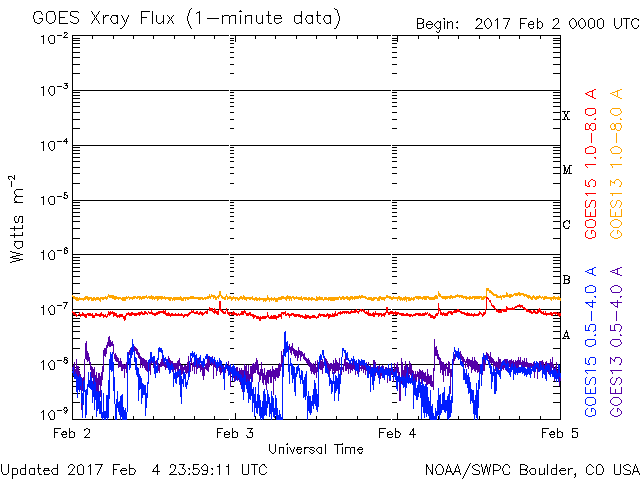 GOES Xray Flux (1-minute data)
Begin: 2017 Feb 2 0000 UTC
10⁻²
10⁻³
10⁻⁴
10⁻⁵
10⁻⁶
10⁻⁷
10⁻⁸
10⁻⁹
Watts m⁻²
X
M
C
B
A
GOES15 1.0-8.0 A
GOES13 1.0-8.0 A
GOES15 0.5-4.0 A
GOES13 0.5-4.0 A
Feb 2 Feb 3 Feb 4 Feb 5
Universal Time
Updated 2017 Feb 4 23:59:11 UTC
NOAA/SWPC Boulder, CO USA